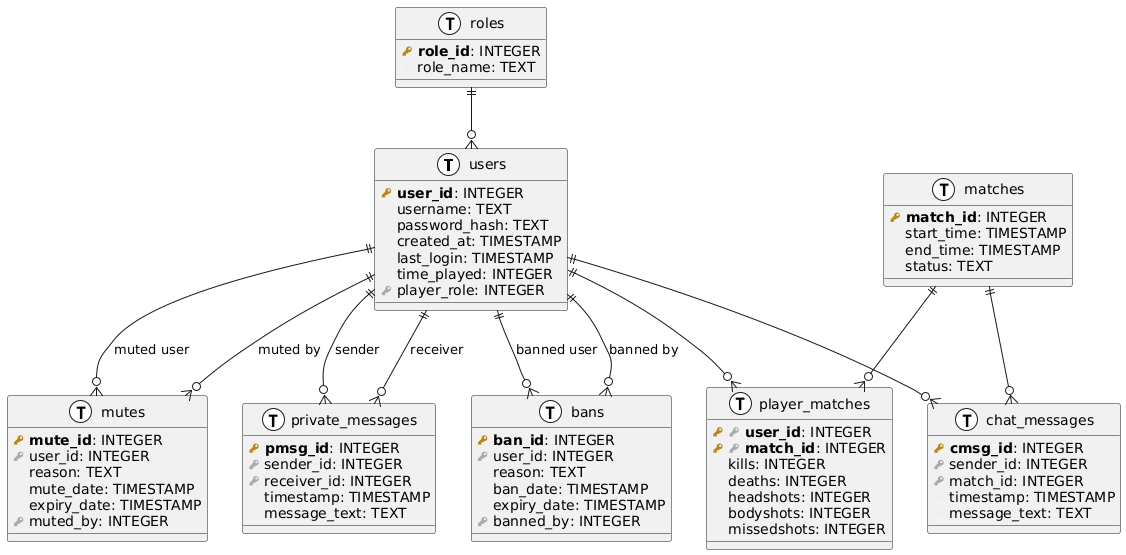 T roles
role_id: INTEGER
role_name: TEXT
T users
user_id: INTEGER
username: TEXT
password_hash: TEXT
created_at: TIMESTAMP
last_login: TIMESTAMP
time_played: INTEGER
player_role: INTEGER
T matches
match_id: INTEGER
start_time: TIMESTAMP
end_time: TIMESTAMP
status: TEXT
muted user
muted by
sender
receiver
banned user
banned by
T mutes
mute_id: INTEGER
user_id: INTEGER
reason: TEXT
mute_date: TIMESTAMP
expiry_date: TIMESTAMP
muted_by: INTEGER
T private_messages
pmsg_id: INTEGER
sender_id: INTEGER
receiver_id: INTEGER
timestamp: TIMESTAMP
message_text: TEXT
T bans
ban_id: INTEGER
user_id: INTEGER
reason: TEXT
ban_date: TIMESTAMP
expiry_date: TIMESTAMP
banned_by: INTEGER
T player_matches
user_id: INTEGER
match_id: INTEGER
kills: INTEGER
deaths: INTEGER
headshots: INTEGER
bodyshots: INTEGER
missedshots: INTEGER
T chat_messages
cmsg_id: INTEGER
sender_id: INTEGER
match_id: INTEGER
timestamp: TIMESTAMP
message_text: TEXT